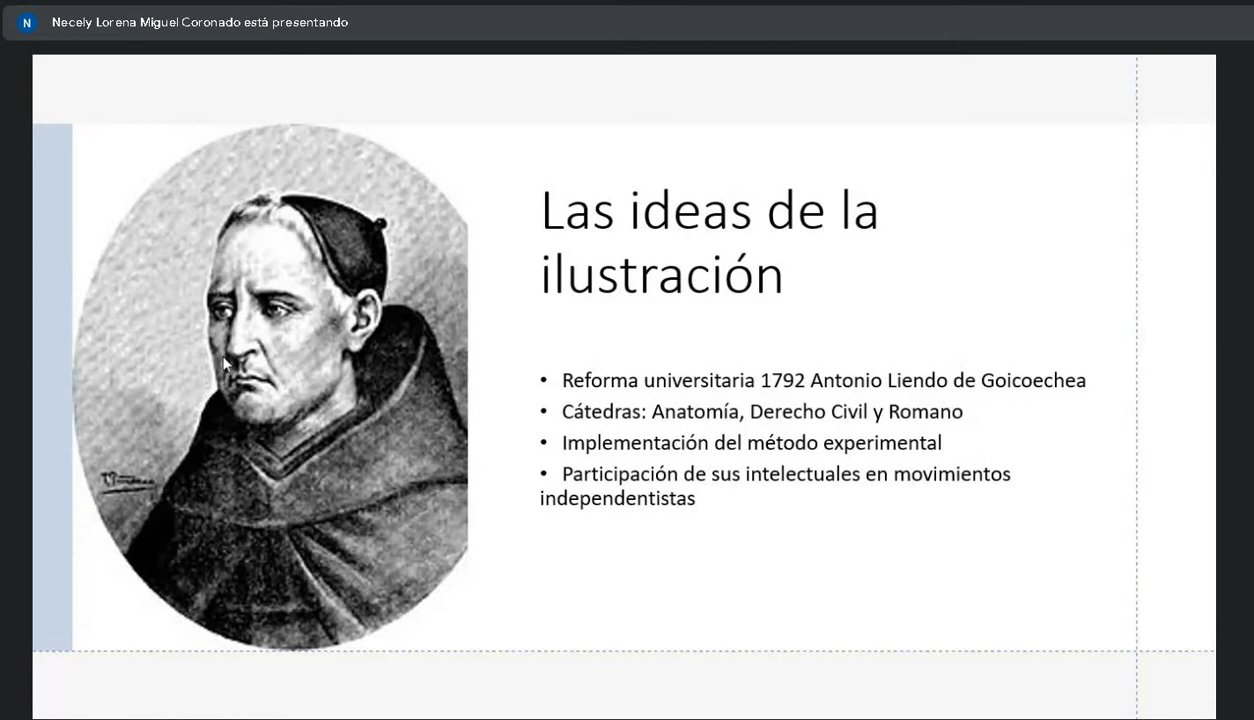 N Necely Lorena Miguel Coronado está presentando
Las ideas de la
ilustración
• Reforma universitaria 1792 Antonio Liendo de Goicoechea
• Cátedras: Anatomía, Derecho Civil y Romano
• Implementación del método experimental
• Participación de sus intelectuales en movimientos
independentistas